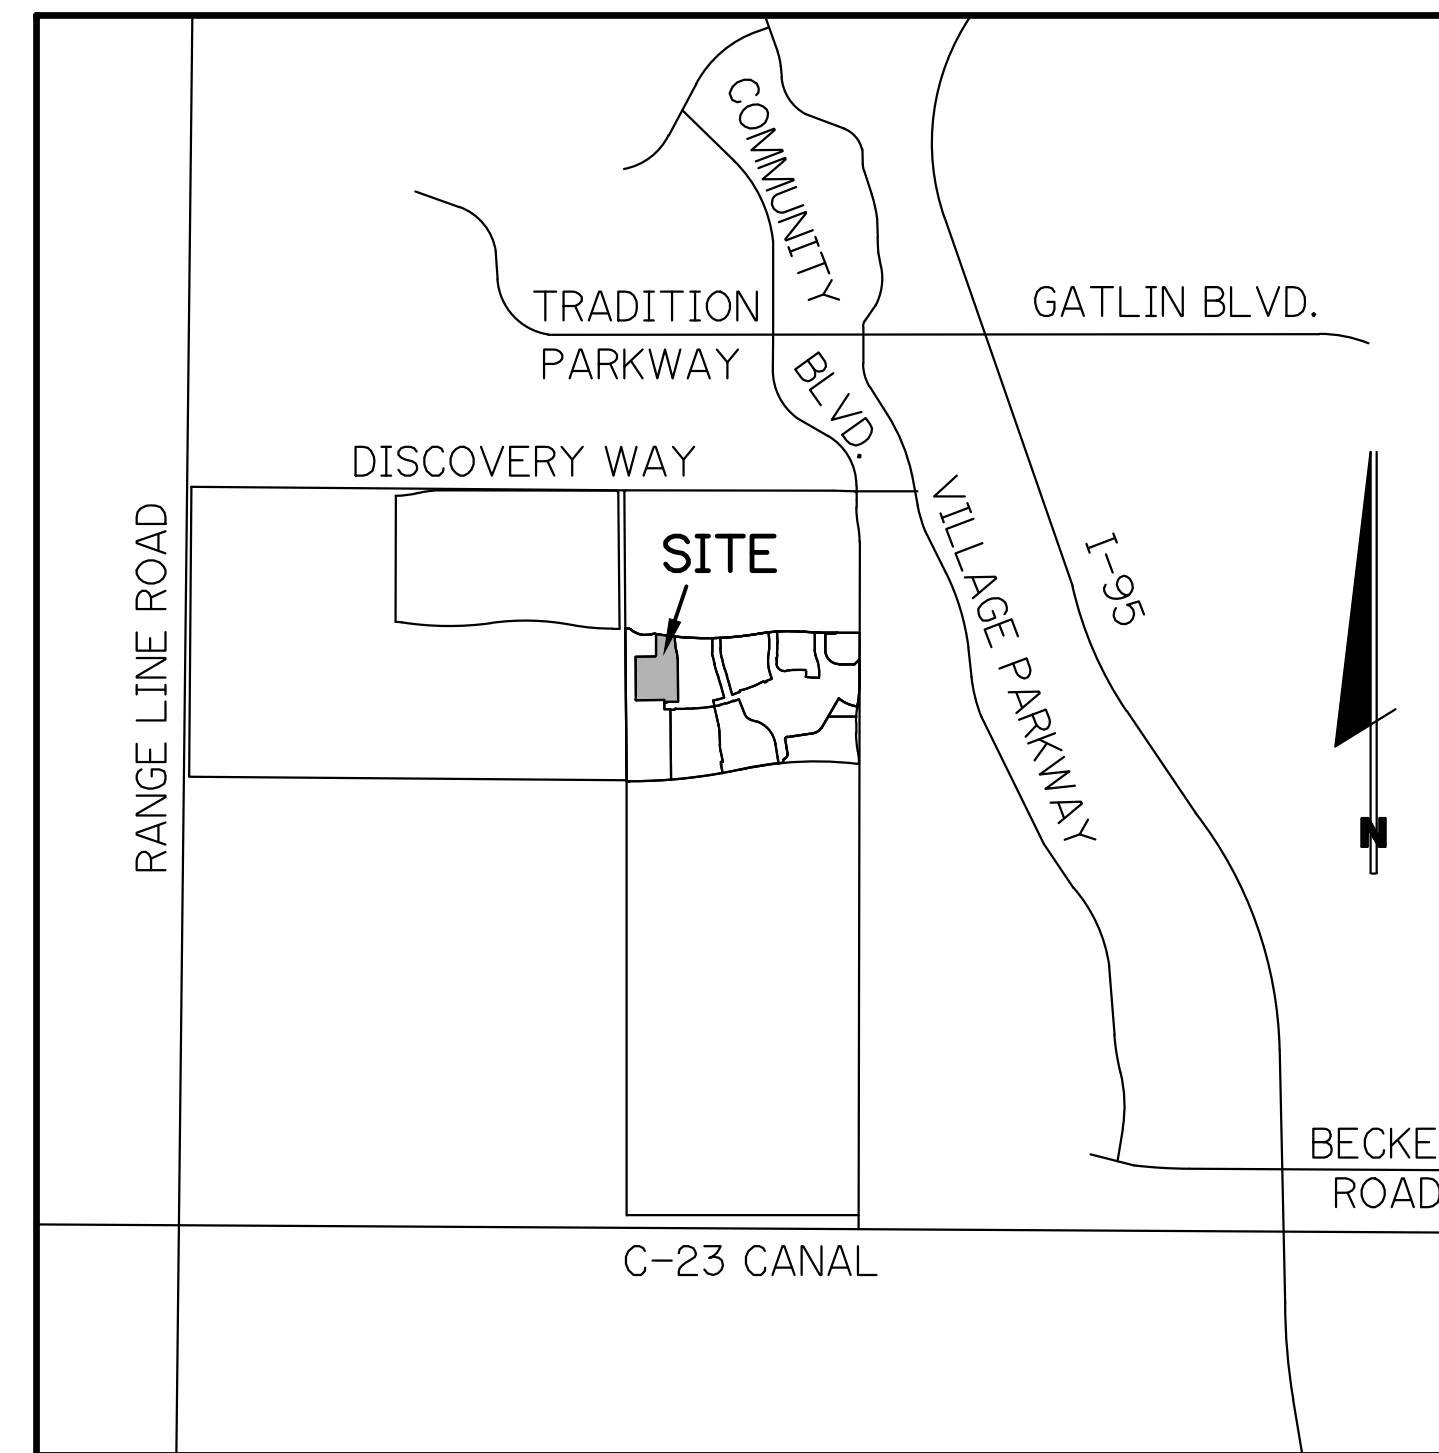 COMMUNITY
BLVD.
TRADITION
PARKWAY
GATLIN BLVD.
DISCOVERY WAY
SITE
RANGE LINE ROAD
VILLAGE PARKWAY
I-95
N
BECKE
ROAD
C-23 CANAL